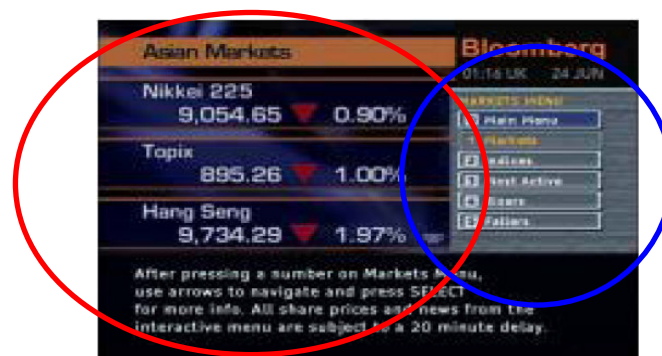 Asian Markets
Bloomberg
01:16 UK 24 JUN
Nikkei 225
9,054.65 0.90%
Topix
895.26 1.00%
Hang Seng
9,734.29 1.97%
MARKETS MENU
Main Menu
Markets
Indices
Most Active
Risers
Fallers
After pressing a number on Markets Menu,
use arrows to navigate and press SELECT
for more info. All share prices and news from the
interactive menu are subject to a 20 minute delay.